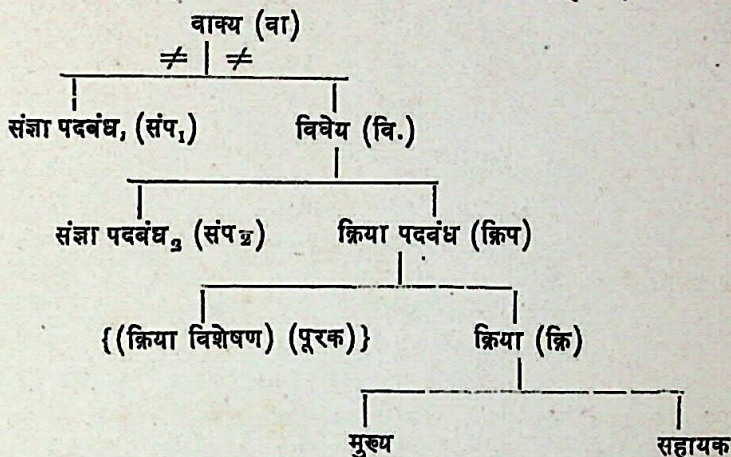 वाक्य (वा)
≠ ≠
संज्ञा पदबंध, (संप₁) विधेय (वि.)
संज्ञा पदबंध₂ (संप₂) क्रिया पदबंध (क्रिप)
{(क्रिया विशेषण) (पूरक)} क्रिया (क्रि)
मुख्य सहायक